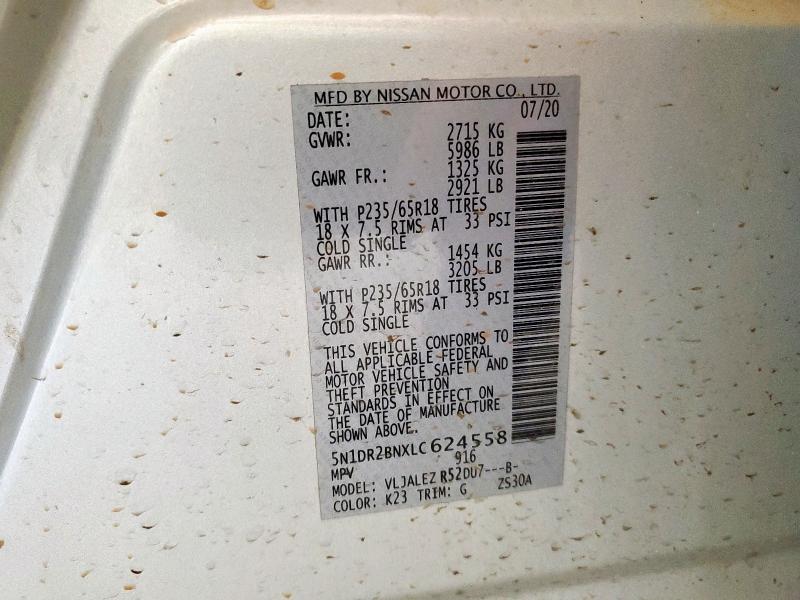 MFD BY NISSAN MOTOR CO., LTD.
DATE: 07/20
GVWR: 2715 KG
5986 LB
GAWR FR.: 1325 KG
2921 LB
WITH P235/65R18 TIRES
18 X 7.5 RIMS AT 33 PSI
COLD SINGLE
GAWR RR.: 1454 KG
3205 LB
WITH P235/65R18 TIRES
18 X 7.5 RIMS AT 33 PSI
COLD SINGLE
THIS VEHICLE CONFORMS TO
ALL APPLICABLE FEDERAL
MOTOR VEHICLE SAFETY AND
THEFT PREVENTION
STANDARDS IN EFFECT ON
THE DATE OF MANUFACTURE
SHOWN ABOVE.
5N1DR2BNXLC624558
MPV 916
MODEL: VLJALEZ R52DU7---B-
COLOR: K23 TRIM: G ZS30A